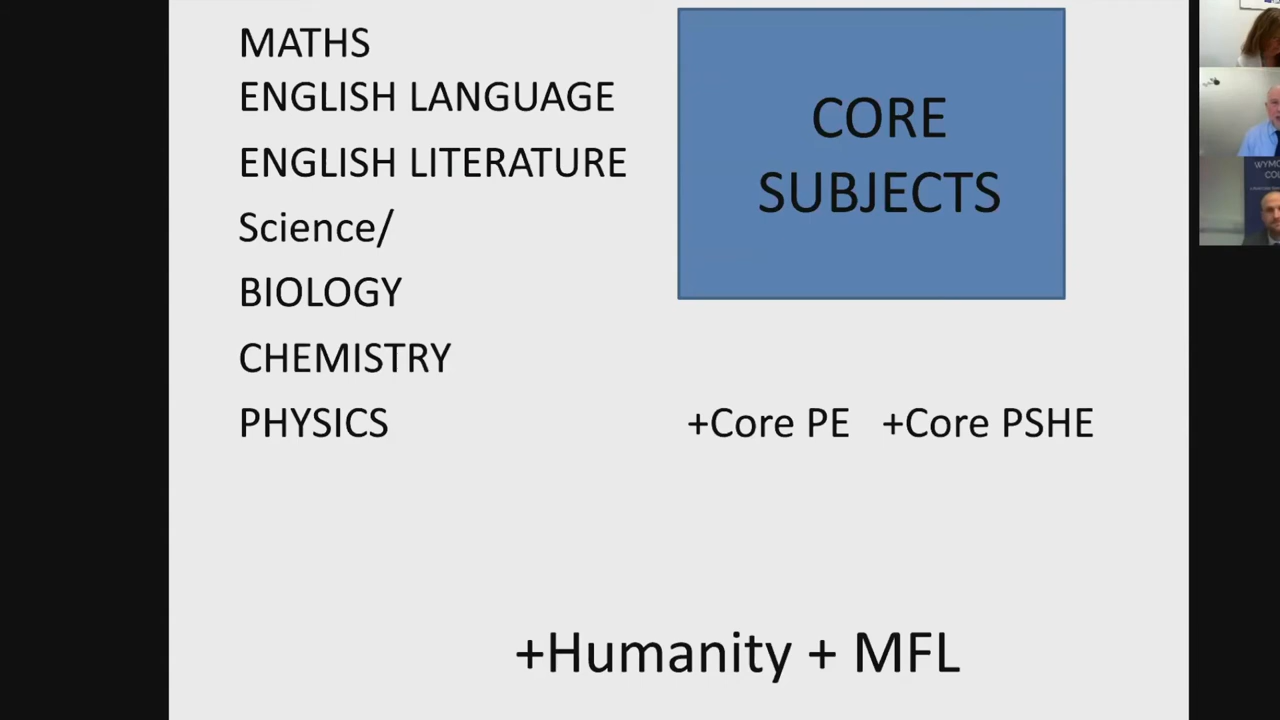 MATHS
ENGLISH LANGUAGE
ENGLISH LITERATURE
Science/
BIOLOGY
CHEMISTRY
PHYSICS
CORE
SUBJECTS
+Core PE +Core PSHE
+Humanity + MFL